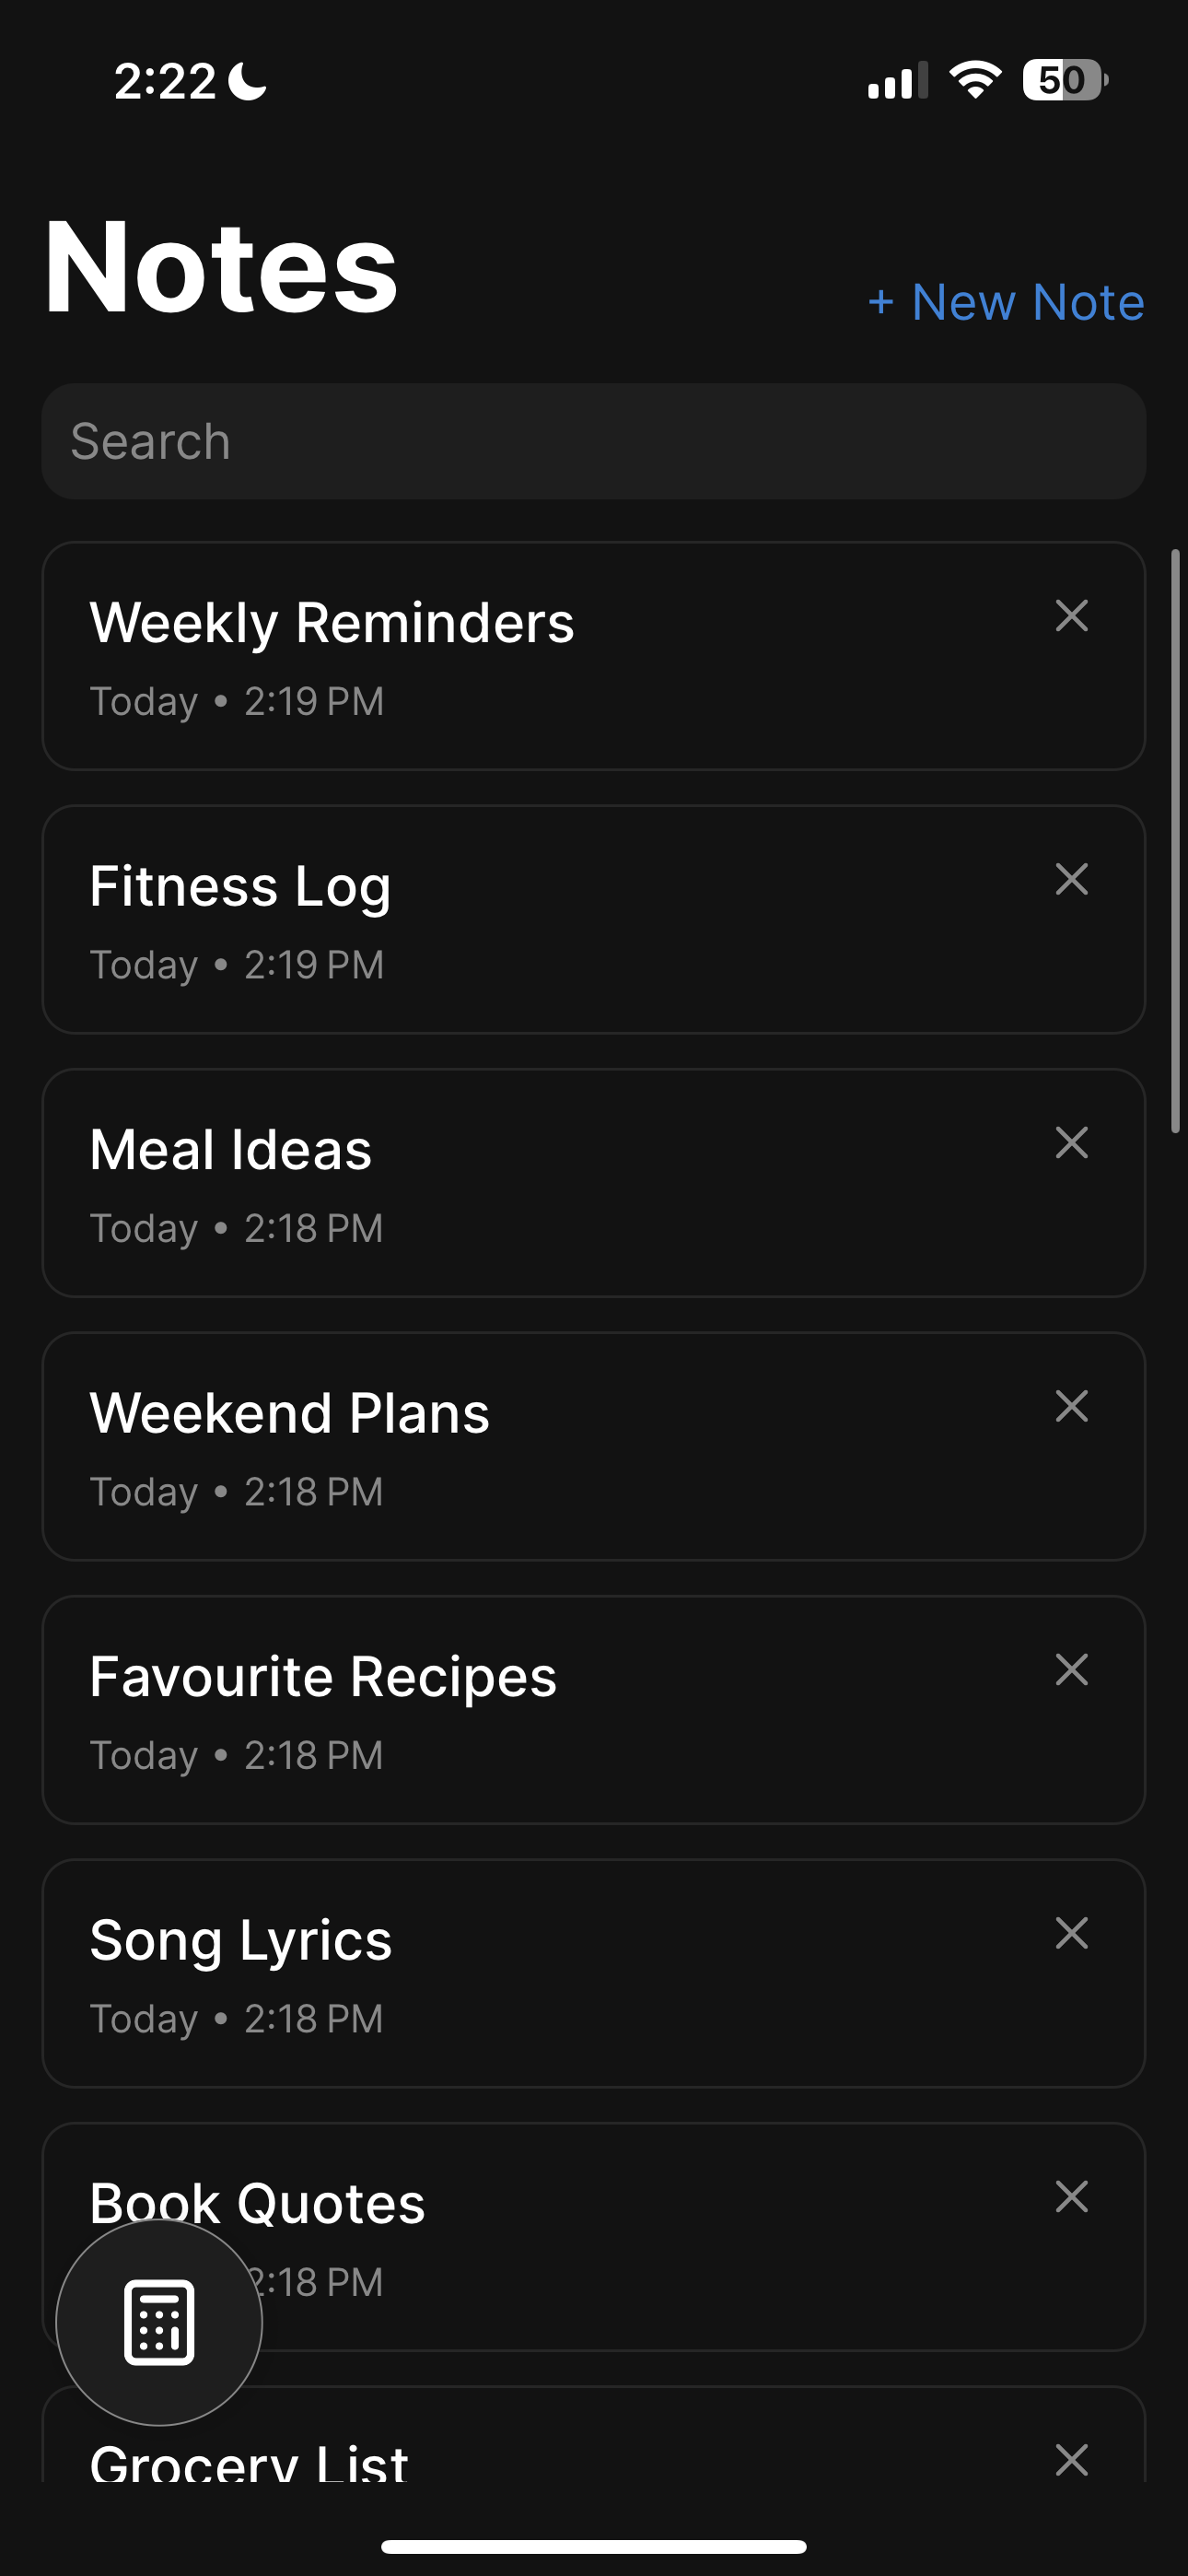 2:22
50
Notes
+ New Note
Search
Weekly Reminders
Today • 2:19 PM
Fitness Log
Today • 2:19 PM
Meal Ideas
Today • 2:18 PM
Weekend Plans
Today • 2:18 PM
Favourite Recipes
Today • 2:18 PM
Song Lyrics
Today • 2:18 PM
Book Quotes
2:18 PM
Grocery List